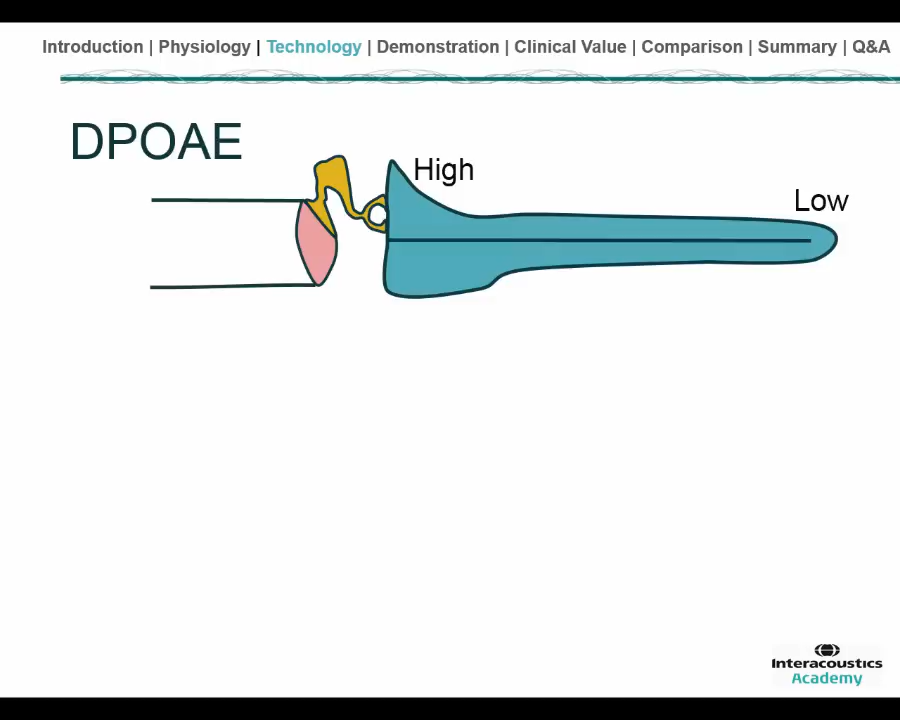 Introduction | Physiology | Technology | Demonstration | Clinical Value | Comparison | Summary | Q&A
DPOAE
High
Low
Interacoustics
Academy